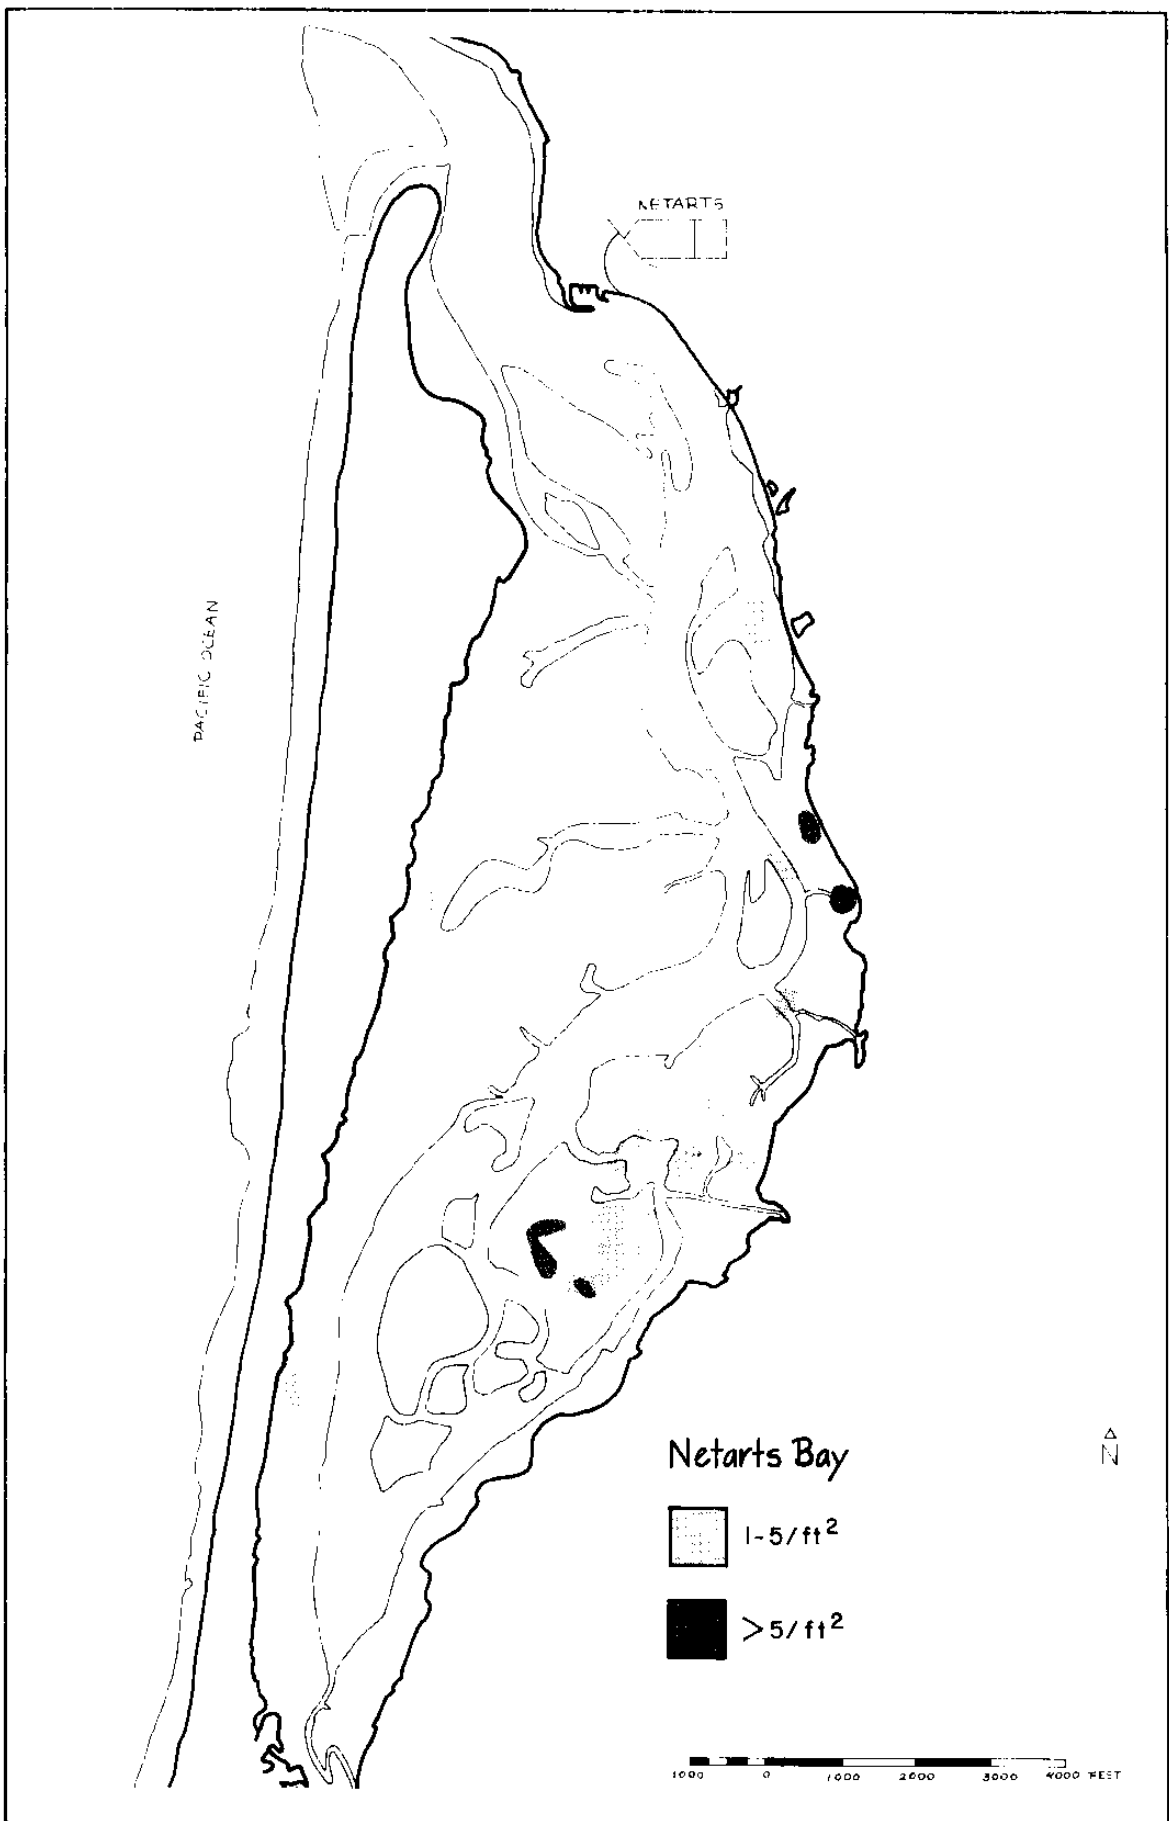 NETARTS
PACIFIC OCEAN
Netarts Bay
N
1-5/ft²
>5/ft²
1000 0 1000 2000 3000 4000 FEET